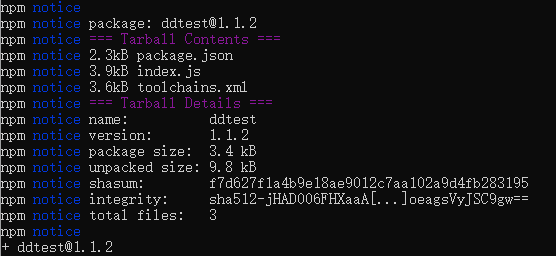 npm notice
npm notice package: ddtest@1.1.2
npm notice === Tarball Contents ===
npm notice 2.3kB package.json
npm notice 3.9kB index.js
npm notice 3.6kB toolchains.xml
npm notice === Tarball Details ===
npm notice name: ddtest
npm notice version: 1.1.2
npm notice package size: 3.4 kB
npm notice unpacked size: 9.8 kB
npm notice shasum: f7d627f1a4b9e18ae9012c7aa102a9d4fb283195
npm notice integrity: sha512-jHAD006FHXaaA[...]oeagsVyJSC9gw==
npm notice total files: 3
npm notice
+ ddtest@1.1.2